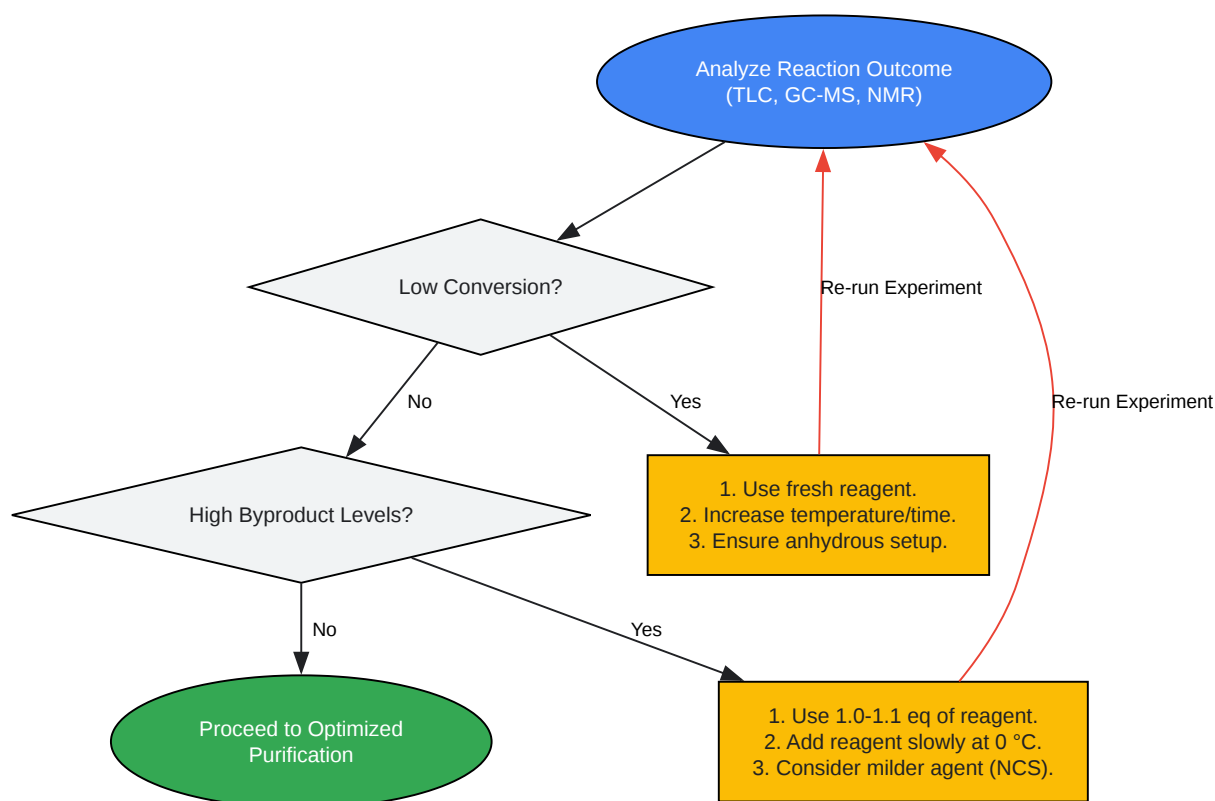 Analyze Reaction Outcome
(TLC, GC-MS, NMR)
Low Conversion?
Re-run Experiment
No
Yes
Re-run Experiment
1. Use fresh reagent.
2. Increase temperature/time.
3. Ensure anhydrous setup.
High Byproduct Levels?
No
Yes
Proceed to Optimized
Purification
1. Use 1.0-1.1 eq of reagent.
2. Add reagent slowly at 0 °C.
3. Consider milder agent (NCS).